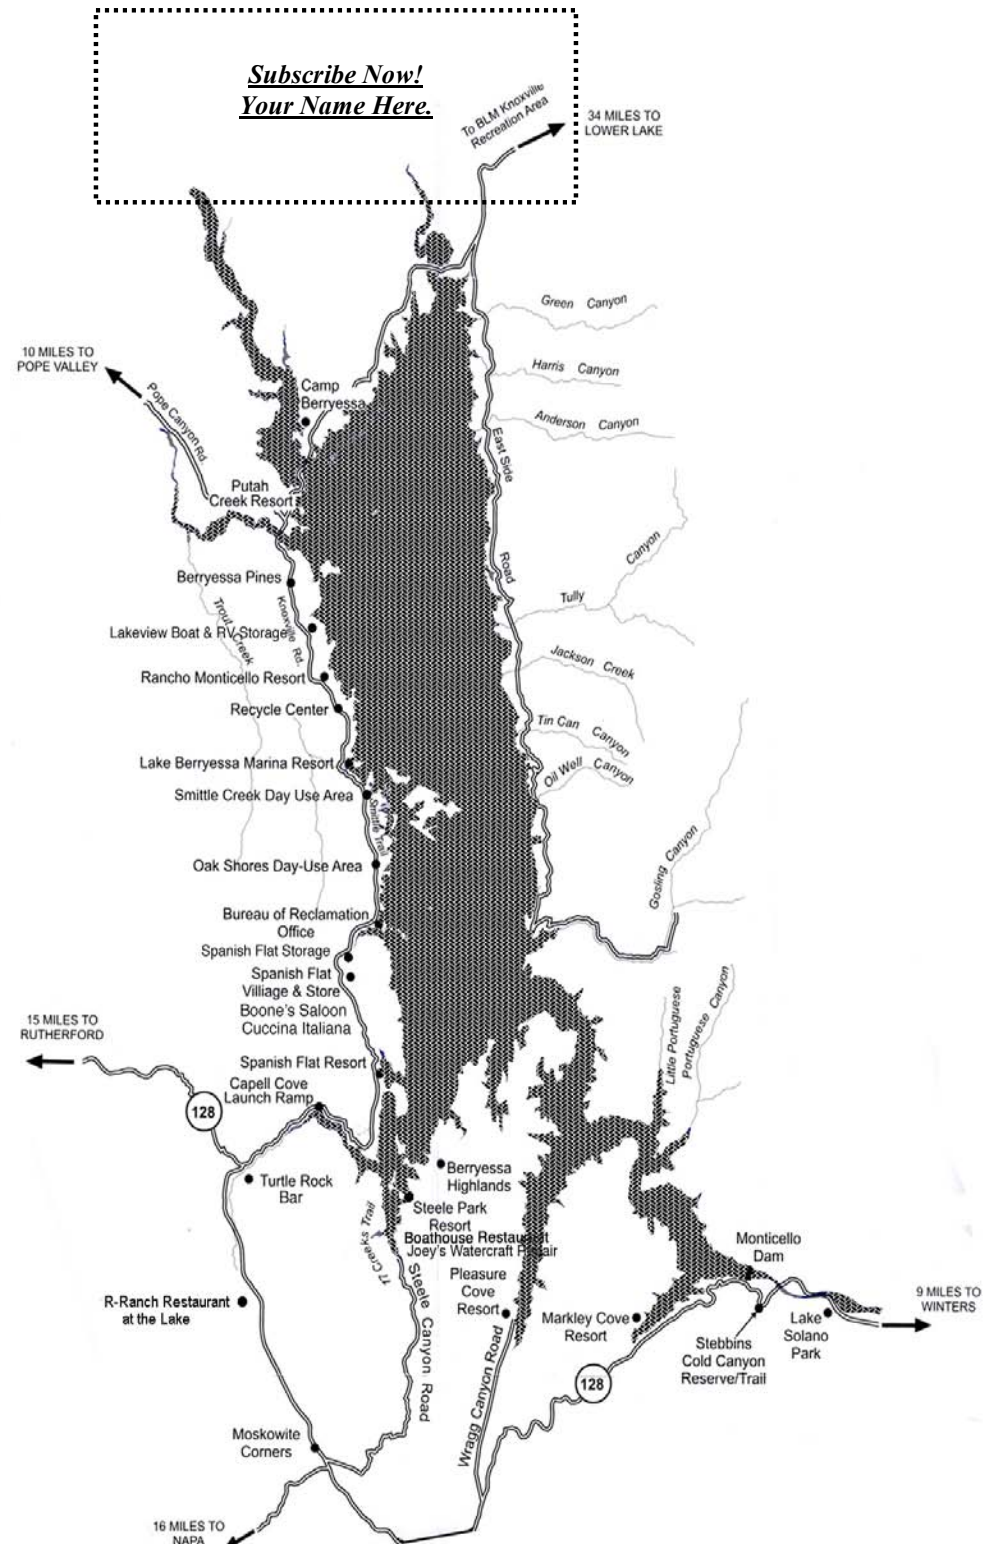 Subscribe Now!
Your Name Here.
To BLM Knoxville
Recreation Area
34 MILES TO
LOWER LAKE
Green Canyon
10 MILES TO
POPE VALLEY
Harris Canyon
Camp
Berryessa
Pope Canyon Rd.
Anderson Canyon
East Side
Road
Putah
Creek Resort
Canyon
Tully
Berryessa Pines
Knoxville Rd.
Trout Creek
Lakeview Boat & RV Storage
Jackson Creek
Rancho Monticello Resort
Recycle Center
Tin Can Canyon
Lake Berryessa Marina Resort
Oil Well Canyon
Smittle Creek Day Use Area
Smittle Trail
Oak Shores Day-Use Area
Gosling Canyon
Bureau of Reclamation
Office
Spanish Flat Storage
Spanish Flat
Villiage & Store
Boone's Saloon
Cuccina Italiana
Little Portuguese
Portuguese Canyon
15 MILES TO
RUTHERFORD
Spanish Flat Resort
Capell Cove
Launch Ramp
128
Turtle Rock
Bar
Berryessa
Highlands
Steele Park
Resort
Boathouse Restaurant
Joey's Watercraft
Creeks Trail
Monticello
Dam
Steele Canyon Road
Pleasure
Cove
Resort
R-Ranch Restaurant
at the Lake
Markley Cove
Resort
9 MILES TO
WINTERS
Lake
Solano
Park
Stebbins
Cold Canyon
Reserve/Trail
Wragg Canyon Road
128
Moskowite
Corners
16 MILES TO
NAPA